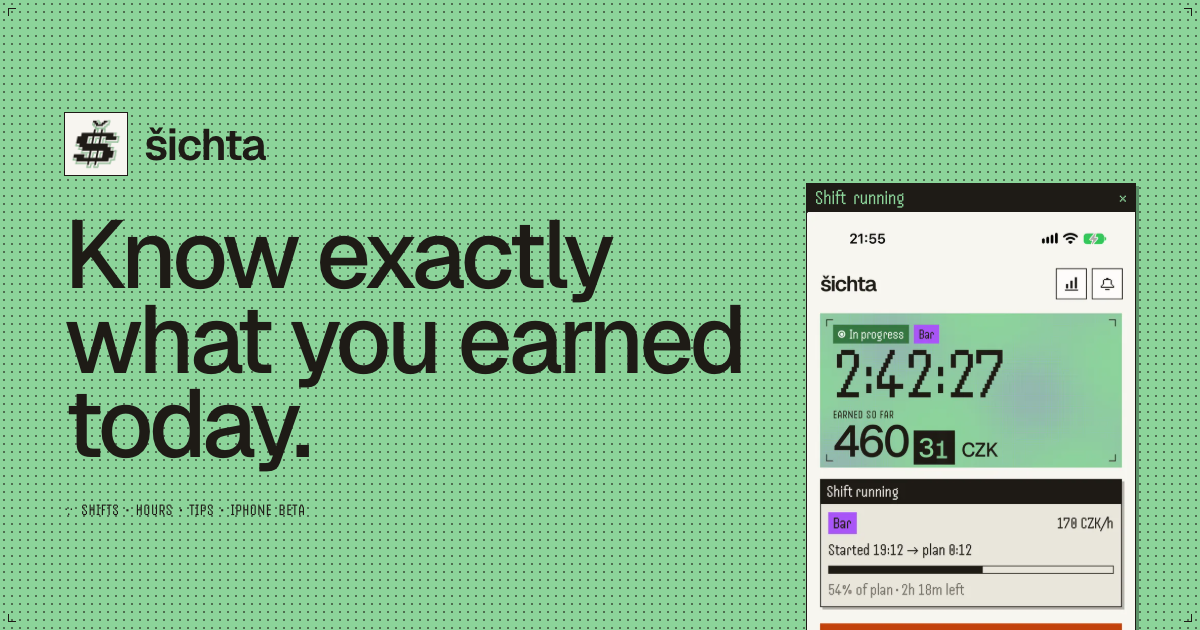 šichta
Know exactly
what you earned
today.
SHIFTS · HOURS · TIPS · IPHONE BETA
Shift running ×
21:55
šichta
In progress Bar
2:42:27
EARNED SO FAR
460 31 CZK
Shift running
Bar 170 CZK/h
Started 19:12 → plan 0:12
54% of plan · 2h 18m left